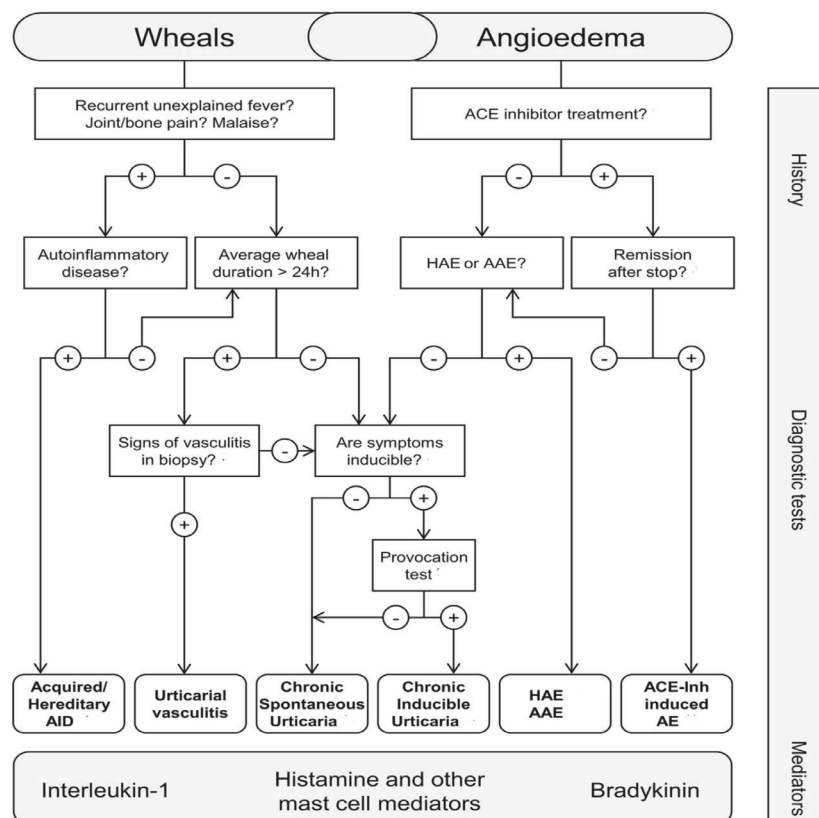 Wheals
Angioedema
Recurrent unexplained fever?
Joint/bone pain? Malaise?
ACE inhibitor treatment?
+
-
-
+
Autoinflammatory
disease?
Average wheal
duration > 24h?
HAE or AAE?
Remission
after stop?
+
-
+
-
-
+
-
+
Signs of vasculitis
in biopsy?
-
Are symptoms
inducible?
+
-
+
Provocation
test
-
+
Acquired/
Hereditary
AID
Urticarial
vasculitis
Chronic
Spontaneous
Urticaria
Chronic
Inducible
Urticaria
HAE
AAE
ACE-Inh
induced
AE
Interleukin-1
Histamine and other
mast cell mediators
Bradykinin
History
Diagnostic tests
Mediators